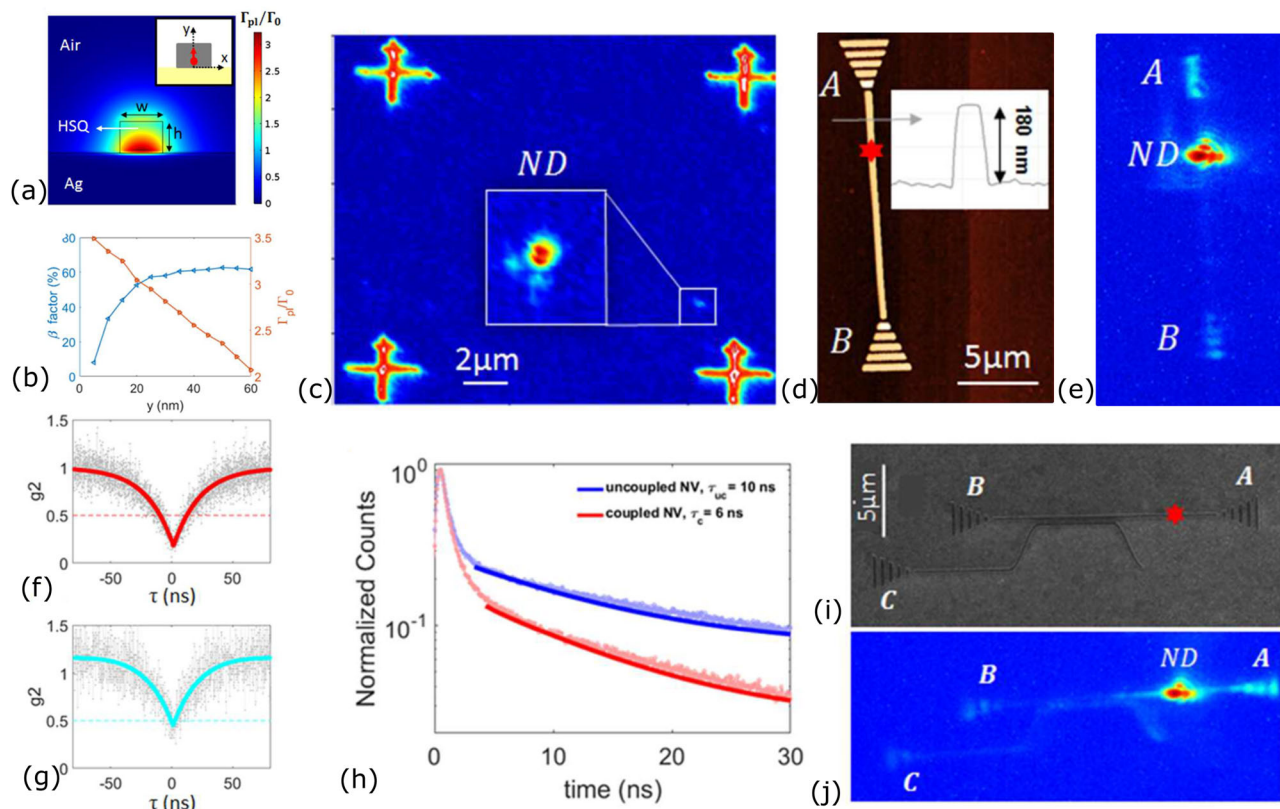 Γpl/Γ0
Air
y
x
3
2.5
2
1.5
1
0.5
0
W
h
HSQ
Ag
(a)
80
60
40
20
0
β factor (%)
3.5
3
2.5
2
Γpl/Γ0
0 20 40 60
y (nm)
(b)
ND
2μm
(c)
A
180 nm
B
5μm
(d)
A
ND
B
(e)
1.5
1
0.5
0
g2
-50 0 50
τ (ns)
(f)
1.5
1
0.5
0
g2
-50 0 50
τ (ns)
(g)
10^0
10^-1
Normalized Counts
uncoupled NV, τuc = 10 ns
coupled NV, τc = 6 ns
0 10 20 30
time (ns)
(h)
5μm
B
A
C
(i)
B
ND
A
C
(j)